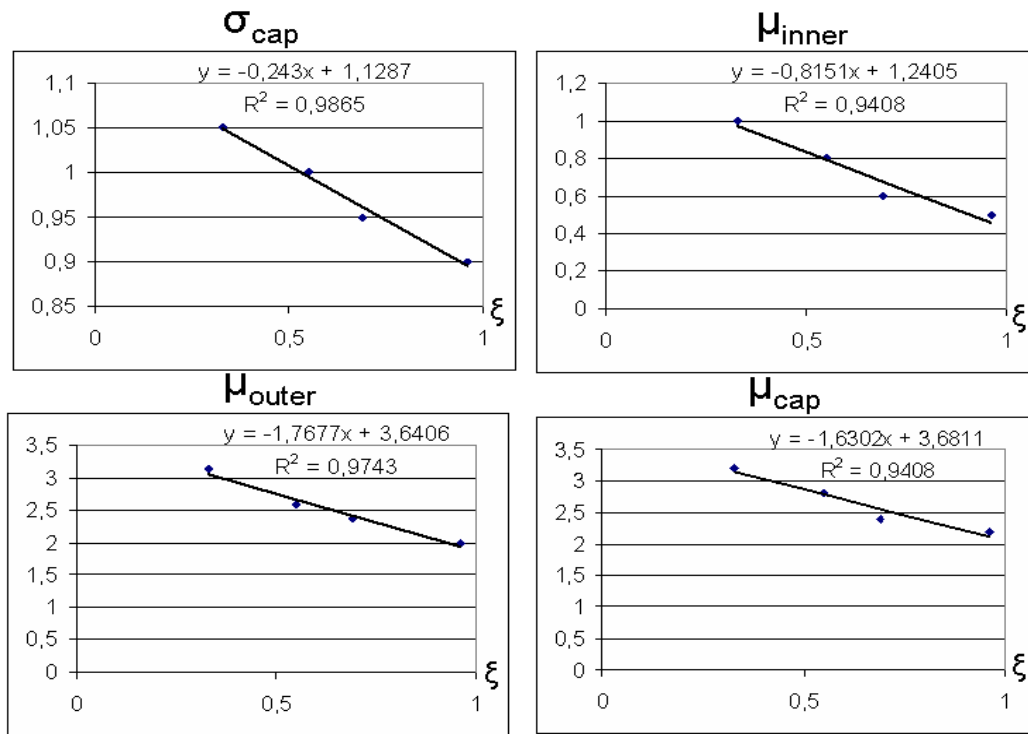 σcap
y = -0,243x + 1,1287
R² = 0,9865
1,1
1,05
1
0,95
0,9
0,85
0
0,5
1
ξ
μinner
y = -0,8151x + 1,2405
R² = 0,9408
1,2
1
0,8
0,6
0,4
0,2
0
0
0,5
1
ξ
μouter
y = -1,7677x + 3,6406
R² = 0,9743
3,5
3
2,5
2
1,5
1
0,5
0
0
0,5
1
ξ
μcap
y = -1,6302x + 3,6811
R² = 0,9408
3,5
3
2,5
2
1,5
1
0,5
0
0
0,5
1
ξ